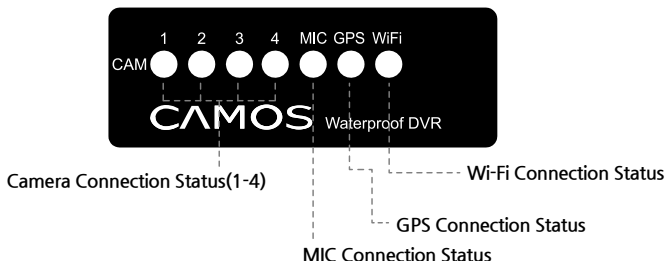 1 2 3 4 MIC GPS WiFi
CAM
CAMOS Waterproof DVR
Camera Connection Status(1-4)
Wi-Fi Connection Status
GPS Connection Status
MIC Connection Status